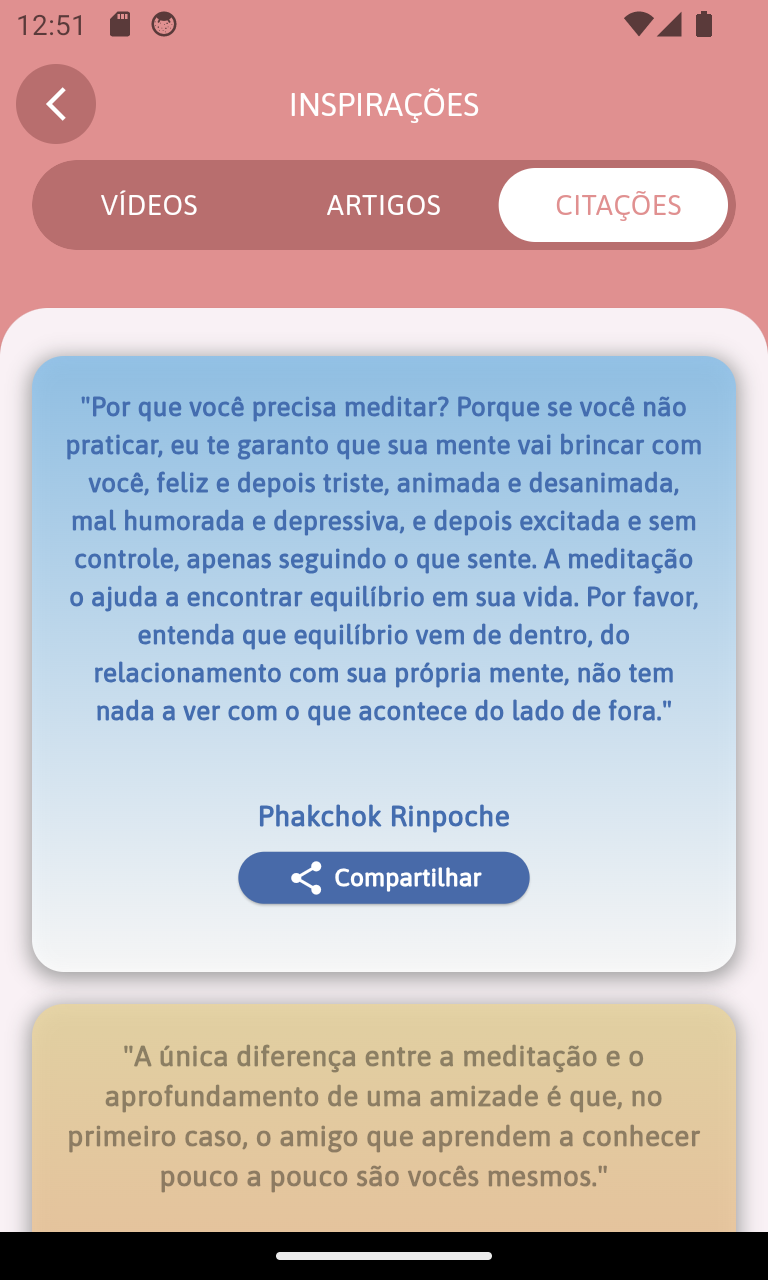 12:51
INSPIRAÇÕES
VÍDEOS ARTIGOS CITAÇÕES
"Por que você precisa meditar? Porque se você não
praticar, eu te garanto que sua mente vai brincar com
você, feliz e depois triste, animada e desanimada,
mal humorada e depressiva, e depois excitada e sem
controle, apenas seguindo o que sente. A meditação
o ajuda a encontrar equilíbrio em sua vida. Por favor,
entenda que equilíbrio vem de dentro, do
relacionamento com sua própria mente, não tem
nada a ver com o que acontece do lado de fora."
Phakchok Rinpoche
Compartilhar
"A única diferença entre a meditação e o
aprofundamento de uma amizade é que, no
primeiro caso, o amigo que aprendem a conhecer
pouco a pouco são vocês mesmos."